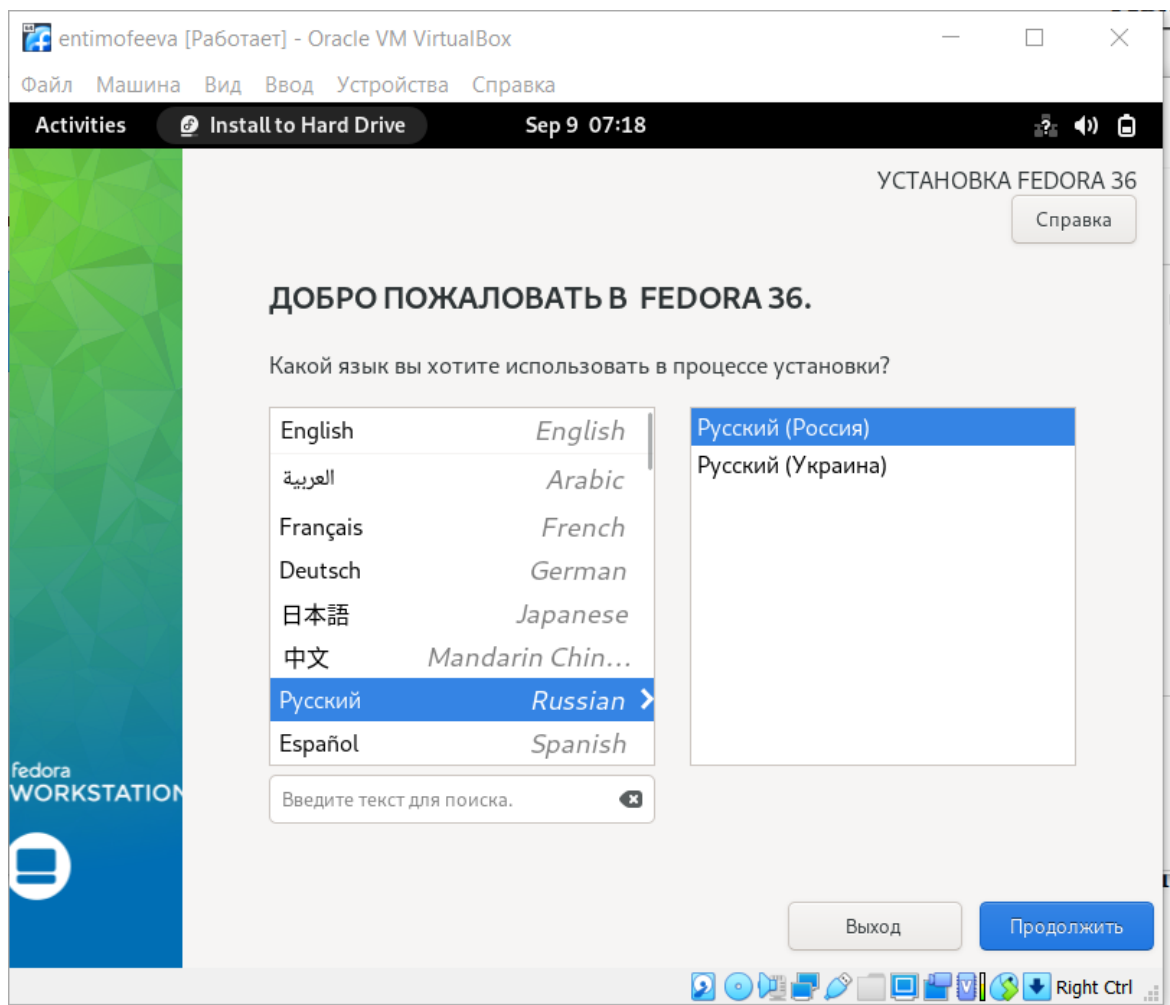 entimofeeva [Работает] - Oracle VM VirtualBox
Файл Машина Вид Ввод Устройства Справка
Activities Install to Hard Drive Sep 9 07:18
УСТАНОВКА FEDORA 36
Справка
ДОБРО ПОЖАЛОВАТЬ В FEDORA 36.
Какой язык вы хотите использовать в процессе установки?
English English
العربية Arabic
Français French
Deutsch German
日本語 Japanese
中文 Mandarin Chin...
Русский Russian
Español Spanish
Русский (Россия)
Русский (Украина)
Введите текст для поиска.
fedora
WORKSTATION
Выход Продолжить
Right Ctrl